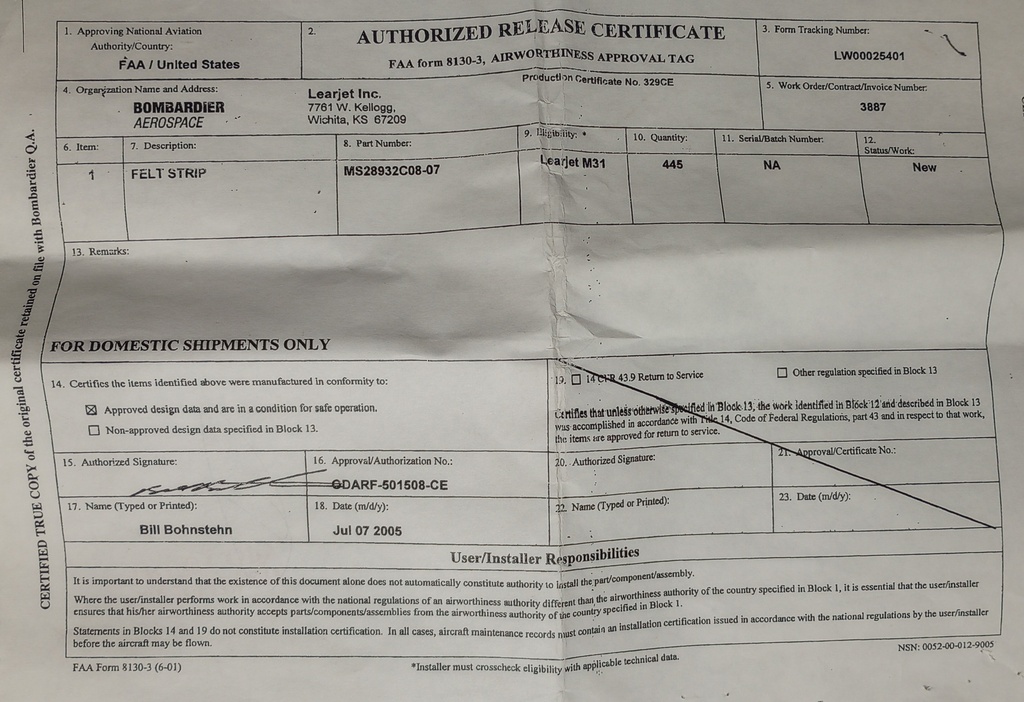 1. Approving National Aviation
Authority/Country:
FAA / United States
2.
AUTHORIZED RELEASE CERTIFICATE
FAA form 8130-3, AIRWORTHINESS APPROVAL TAG
3. Form Tracking Number:
LW00025401
4. Organization Name and Address:
BOMBARDIER
AEROSPACE
Learjet Inc.
7761 W. Kellogg,
Wichita, KS 67209
Production Certificate No. 329CE
5. Work Order/Contract/Invoice Number:
3887
6. Item:
7. Description:
8. Part Number:
9. Eligibility: *
10. Quantity:
11. Serial/Batch Number:
12.
Status/Work:
1
FELT STRIP
MS28932C08-07
Learjet M31
445
NA
New
13. Remarks:
FOR DOMESTIC SHIPMENTS ONLY
14. Certifies the items identified above were manufactured in conformity to:
☒ Approved design data and are in a condition for safe operation.
☐ Non-approved design data specified in Block 13.
19. ☐ 14 CFR 43.9 Return to Service
☐ Other regulation specified in Block 13
Certifies that unless otherwise specified in Block 13, the work identified in Block 12 and described in Block 13
was accomplished in accordance with Title 14, Code of Federal Regulations, part 43 and in respect to that work,
the items are approved for return to service.
15. Authorized Signature:
16. Approval/Authorization No.:
ODARF-501508-CE
20. Authorized Signature:
21. Approval/Certificate No.:
17. Name (Typed or Printed):
Bill Bohnstehn
18. Date (m/d/y):
Jul 07 2005
22. Name (Typed or Printed):
23. Date (m/d/y):
User/Installer Responsibilities
It is important to understand that the existence of this document alone does not automatically constitute authority to install the part/component/assembly.
Where the user/installer performs work in accordance with the national regulations of an airworthiness authority different than the airworthiness authority of the country specified in Block 1, it is essential that the user/installer
ensures that his/her airworthiness authority accepts parts/components/assemblies from the airworthiness authority of the country specified in Block 1.
Statements in Blocks 14 and 19 do not constitute installation certification. In all cases, aircraft maintenance records must contain an installation certification issued in accordance with the national regulations by the user/installer
before the aircraft may be flown.
FAA Form 8130-3 (6-01)
*Installer must crosscheck eligibility with applicable technical data.
NSN: 0052-00-012-9005
CERTIFIED TRUE COPY of the original certificate retained on file with Bombardier Q.A.